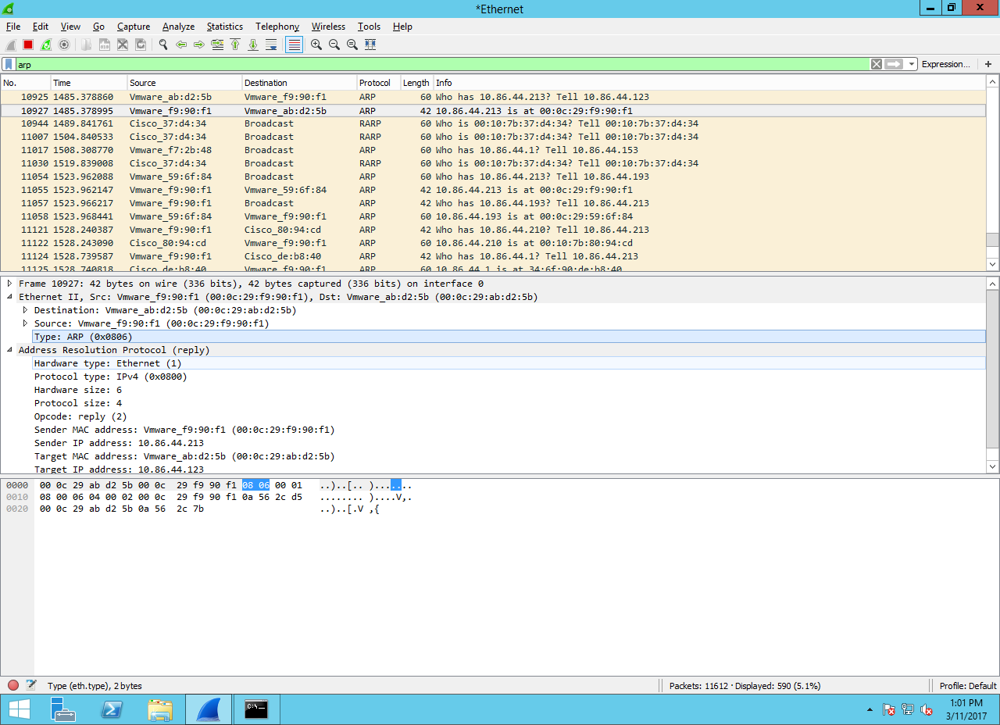 *Ethernet
File Edit View Go Capture Analyze Statistics Telephony Wireless Tools Help
arp Expression... +
No. Time Source Destination Protocol Length Info
10925 1485.378860 Vmware_ab:d2:5b Vmware_f9:90:f1 ARP 60 Who has 10.86.44.213? Tell 10.86.44.123
10927 1485.378995 Vmware_f9:90:f1 Vmware_ab:d2:5b ARP 42 10.86.44.213 is at 00:0c:29:f9:90:f1
10944 1489.841761 Cisco_37:d4:34 Broadcast RARP 60 Who is 00:10:7b:37:d4:34? Tell 00:10:7b:37:d4:34
11007 1504.840533 Cisco_37:d4:34 Broadcast RARP 60 Who is 00:10:7b:37:d4:34? Tell 00:10:7b:37:d4:34
11017 1508.308770 Vmware_f7:2b:48 Broadcast ARP 60 Who has 10.86.44.1? Tell 10.86.44.153
11030 1519.839008 Cisco_37:d4:34 Broadcast RARP 60 Who is 00:10:7b:37:d4:34? Tell 00:10:7b:37:d4:34
11054 1523.962088 Vmware_59:6f:84 Broadcast ARP 60 Who has 10.86.44.213? Tell 10.86.44.193
11055 1523.962147 Vmware_f9:90:f1 Vmware_59:6f:84 ARP 42 10.86.44.213 is at 00:0c:29:f9:90:f1
11057 1523.966217 Vmware_f9:90:f1 Broadcast ARP 42 Who has 10.86.44.193? Tell 10.86.44.213
11058 1523.968441 Vmware_59:6f:84 Vmware_f9:90:f1 ARP 60 10.86.44.193 is at 00:0c:29:59:6f:84
11121 1528.240387 Vmware_f9:90:f1 Cisco_80:94:cd ARP 42 Who has 10.86.44.210? Tell 10.86.44.213
11122 1528.243090 Cisco_80:94:cd Vmware_f9:90:f1 ARP 60 10.86.44.210 is at 00:10:7b:80:94:cd
11124 1528.739587 Vmware_f9:90:f1 Cisco_de:b8:40 ARP 42 Who has 10.86.44.1? Tell 10.86.44.213
11125 1528.740818 Cisco_de:b8:40 Vmware_f9:90:f1 ARP 60 10.86.44.1 is at 34:6f:90:de:b8:40
Frame 10927: 42 bytes on wire (336 bits), 42 bytes captured (336 bits) on interface 0
Ethernet II, Src: Vmware_f9:90:f1 (00:0c:29:f9:90:f1), Dst: Vmware_ab:d2:5b (00:0c:29:ab:d2:5b)
Destination: Vmware_ab:d2:5b (00:0c:29:ab:d2:5b)
Source: Vmware_f9:90:f1 (00:0c:29:f9:90:f1)
Type: ARP (0x0806)
Address Resolution Protocol (reply)
Hardware type: Ethernet (1)
Protocol type: IPv4 (0x0800)
Hardware size: 6
Protocol size: 4
Opcode: reply (2)
Sender MAC address: Vmware_f9:90:f1 (00:0c:29:f9:90:f1)
Sender IP address: 10.86.44.213
Target MAC address: Vmware_ab:d2:5b (00:0c:29:ab:d2:5b)
Target IP address: 10.86.44.123
0000 00 0c 29 ab d2 5b 00 0c 29 f9 90 f1 08 06 00 01 ..)..[.. ).......
0010 08 00 06 04 00 02 00 0c 29 f9 90 f1 0a 56 2c d5 ........ )....V,.
0020 00 0c 29 ab d2 5b 0a 56 2c 7b ..)..[.V ,{
Type (eth.type), 2 bytes Packets: 11612 · Displayed: 590 (5.1%) Profile: Default
C:\>_
1:01 PM
3/11/2017